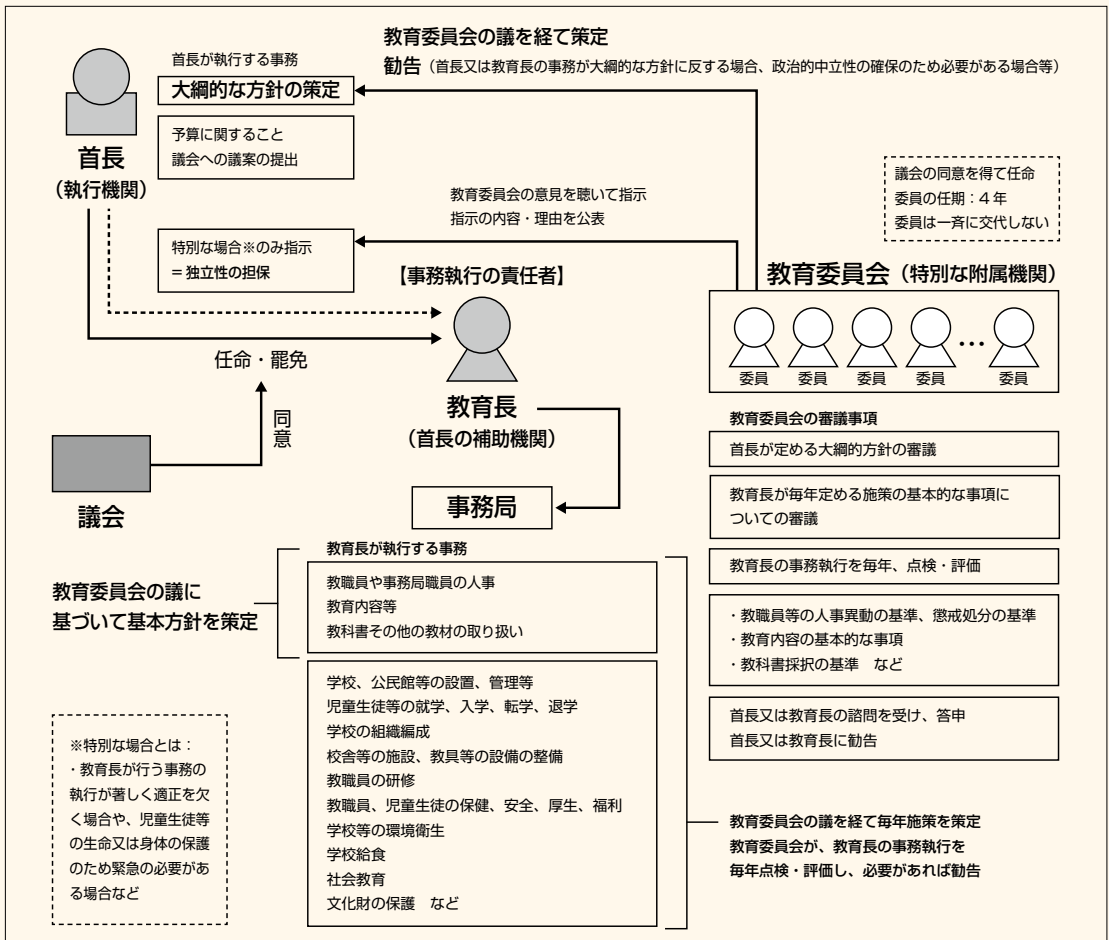 教育委員会の議を経て策定
勧告（首長又は教育長の事務が大綱的な方針に反する場合、政治的中立性の確保のため必要がある場合等）
首長が執行する事務
大綱的な方針の策定
予算に関すること
議会への議案の提出
首長
（執行機関）
教育委員会の意見を聴いて指示
指示の内容・理由を公表
議会の同意を得て任命
委員の任期：4年
委員は一斉に交代しない
特別な場合※のみ指示
＝独立性の担保
【事務執行の責任者】
教育委員会（特別な附属機関）
委員 委員 委員 委員 … 委員
任命・罷免
同意
教育長
（首長の補助機関）
議会
事務局
教育委員会の審議事項
首長が定める大綱的方針の審議
教育長が毎年定める施策の基本的な事項に
ついての審議
教育長の事務執行を毎年、点検・評価
・教職員等の人事異動の基準、懲戒処分の基準
・教育内容の基本的な事項
・教科書採択の基準　など
首長又は教育長の諮問を受け、答申
首長又は教育長に勧告
教育委員会の議に
基づいて基本方針を策定
教育長が執行する事務
教職員や事務局職員の人事
教育内容等
教科書その他の教材の取り扱い
学校、公民館等の設置、管理等
児童生徒等の就学、入学、転学、退学
学校の組織編成
校舎等の施設、教具等の設備の整備
教職員の研修
教職員、児童生徒の保健、安全、厚生、福利
学校等の環境衛生
学校給食
社会教育
文化財の保護　など
教育委員会の議を経て毎年施策を策定
教育委員会が、教育長の事務執行を
毎年点検・評価し、必要があれば勧告
※特別な場合とは：
・教育長が行う事務の
執行が著しく適正を欠
く場合や、児童生徒等
の生命又は身体の保護
のため緊急の必要があ
る場合など